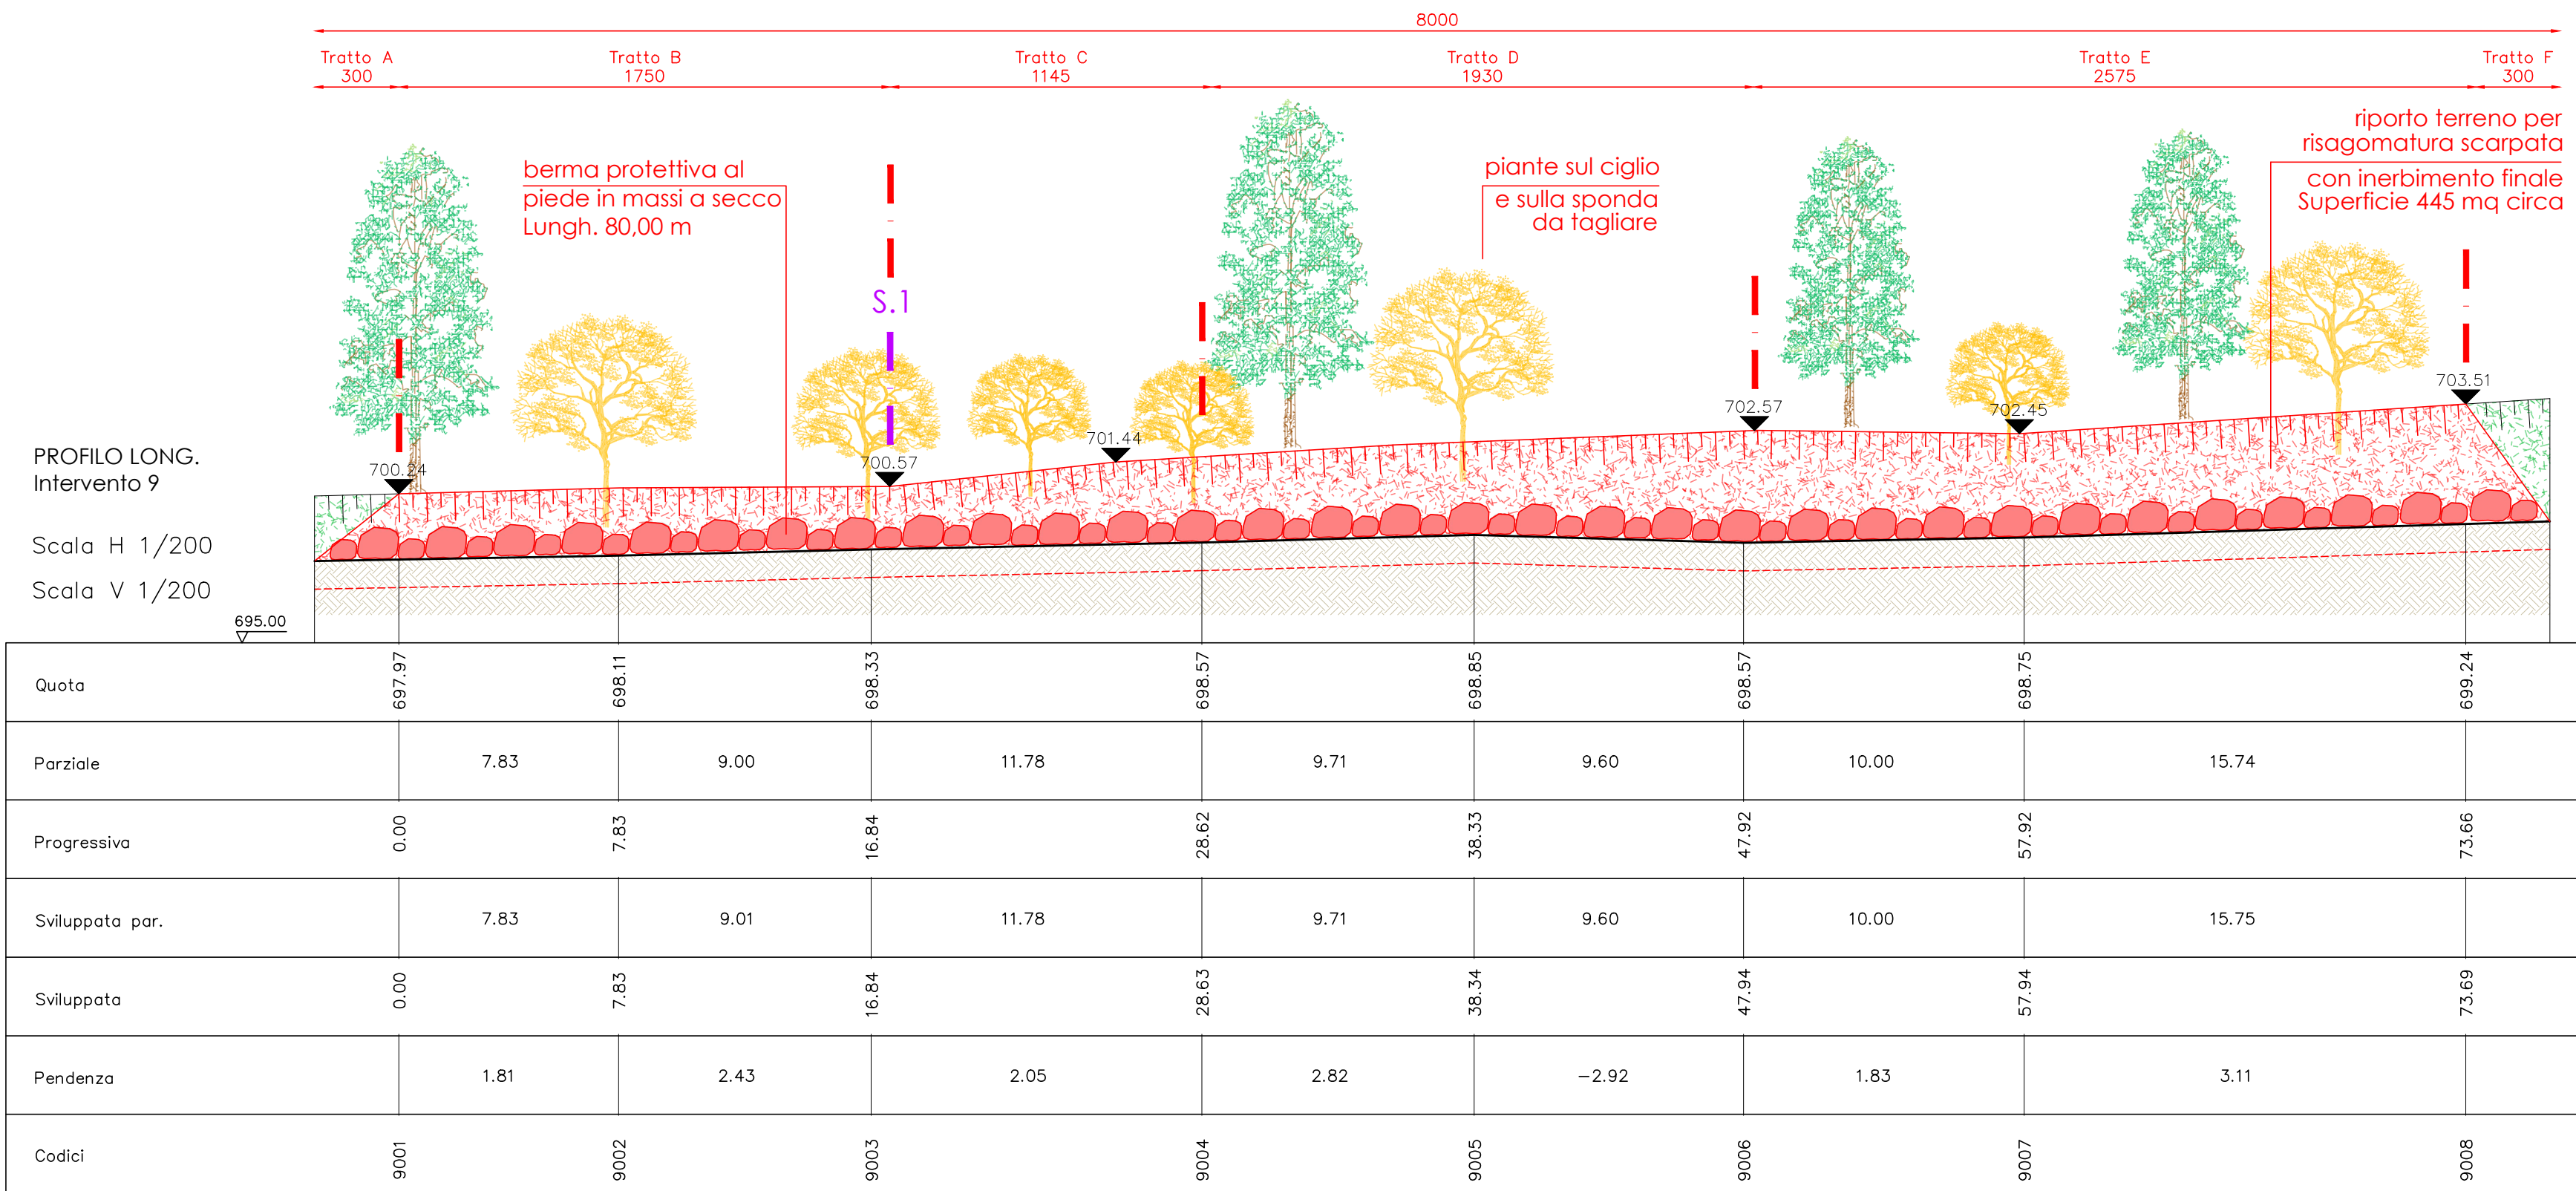 8000
Tratto A
300
Tratto B
1750
Tratto C
1145
Tratto D
1930
Tratto E
2575
Tratto F
300
berma protettiva al
piede in massi a secco
Lungh. 80,00 m
S.1
piante sul ciglio
e sulla sponda
da tagliare
riporto terreno per
risagomatura scarpata
con inerbimento finale
Superficie 445 mq circa
700.24
700.57
701.44
702.57
702.45
703.51
PROFILO LONG.
Intervento 9
Scala H 1/200
Scala V 1/200
695.00
Quota 697.97 698.11 698.33 698.57 698.85 698.57 698.75 699.24
Parziale 7.83 9.00 11.78 9.71 9.60 10.00 15.74
Progressiva 0.00 7.83 16.84 28.62 38.33 47.92 57.92 73.66
Sviluppata par. 7.83 9.01 11.78 9.71 9.60 10.00 15.75
Sviluppata 0.00 7.83 16.84 28.63 38.34 47.94 57.94 73.69
Pendenza 1.81 2.43 2.05 2.82 −2.92 1.83 3.11
Codici 9001 9002 9003 9004 9005 9006 9007 9008